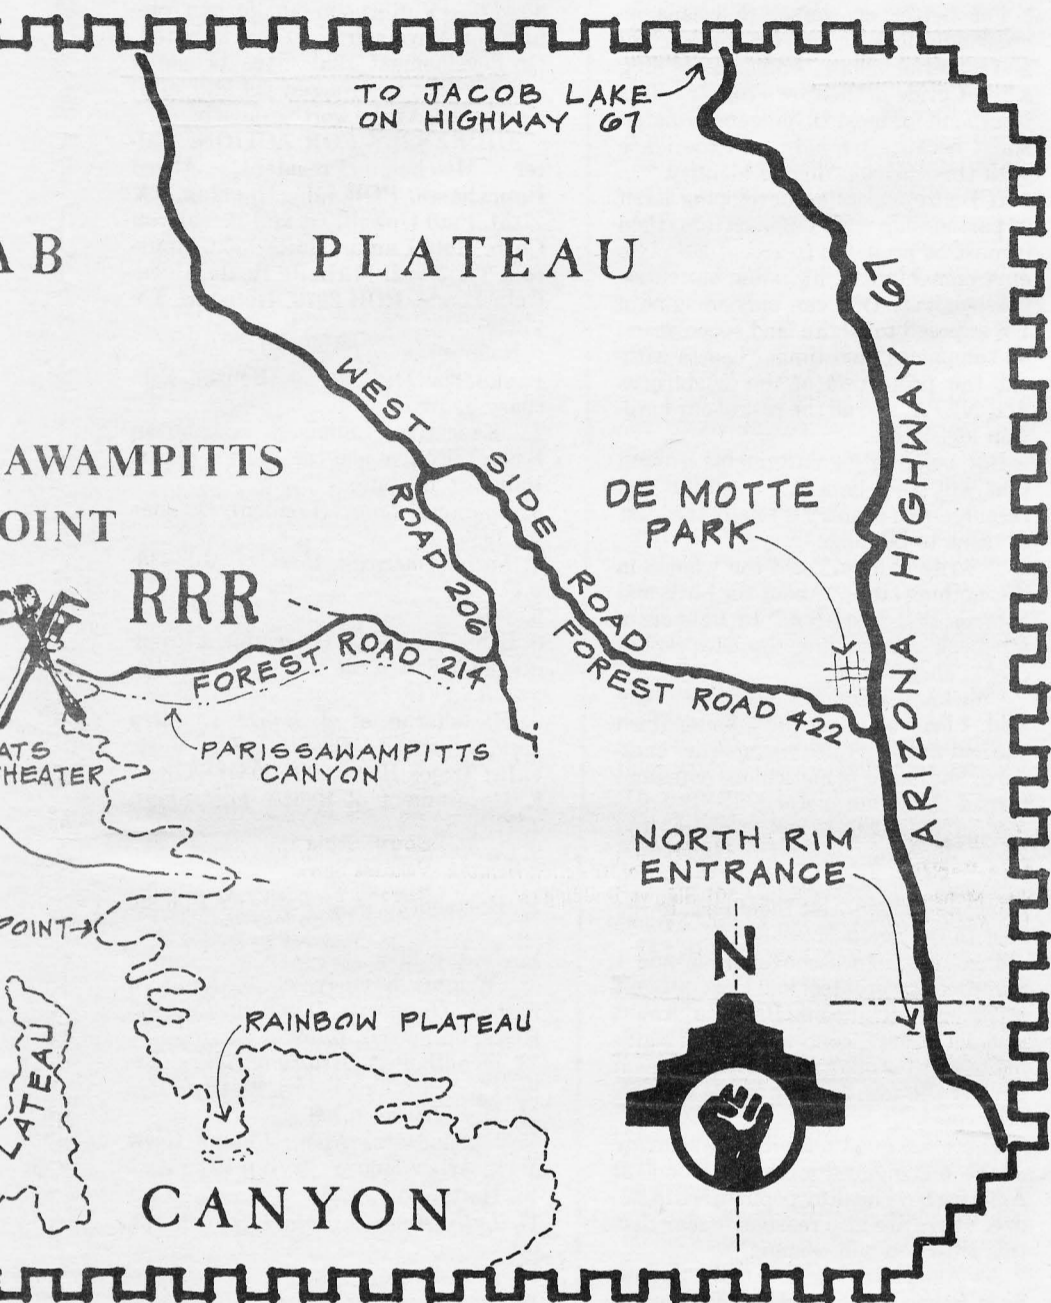 TO JACOB LAKE
ON HIGHWAY 67
AB PLATEAU
67
ARIZONA HIGHWAY
WEST
SIDE
ROAD
AWAMPITTS
OINT
RRR
ROAD 206
DE MOTTE
PARK
FOREST ROAD 214
FOREST ROAD 422
PARISSAWAMPITTS
CANYON
ATS
HEATER
NORTH RIM
ENTRANCE
POINT
N
RAINBOW PLATEAU
LATEAU
CANYON